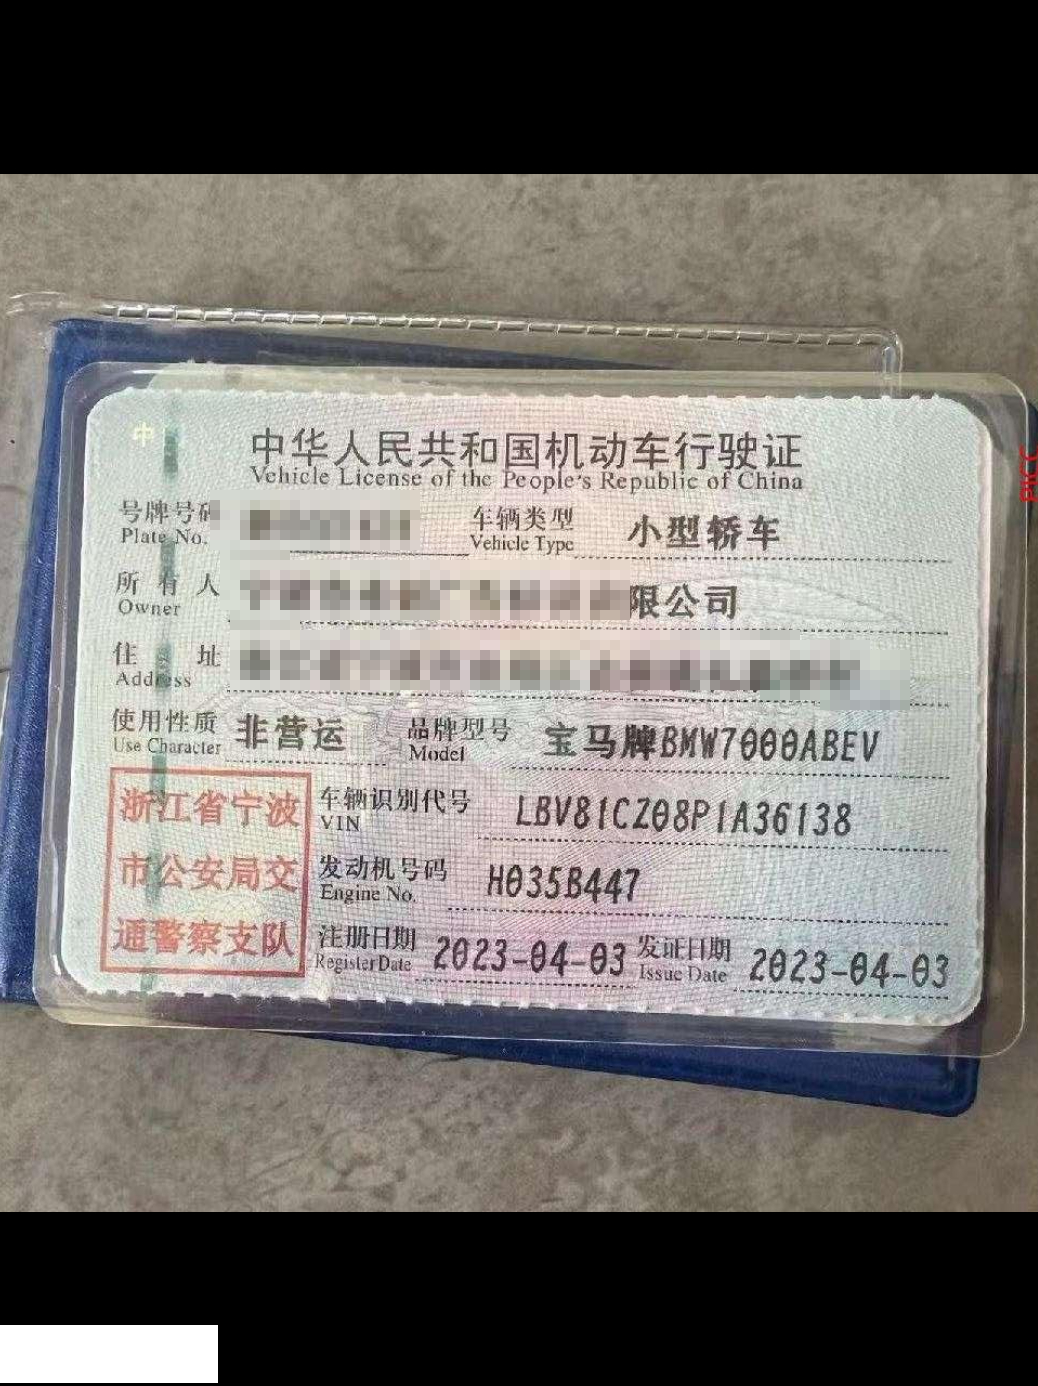 中
中华人民共和国机动车行驶证
Vehicle License of the People's Republic of China
号牌号码 车辆类型 小型轿车
Plate No. Vehicle Type
所有人 限公司
Owner
住址
Address
使用性质 非营运 品牌型号 宝马牌BMW7000ABEV
Use Character Model
浙江省宁波
市公安局交
通警察支队
车辆识别代号 LBV81CZ08P1A36138
VIN
发动机号码 H035B447
Engine No.
注册日期 2023-04-03 发证日期 2023-04-03
Register Date Issue Date